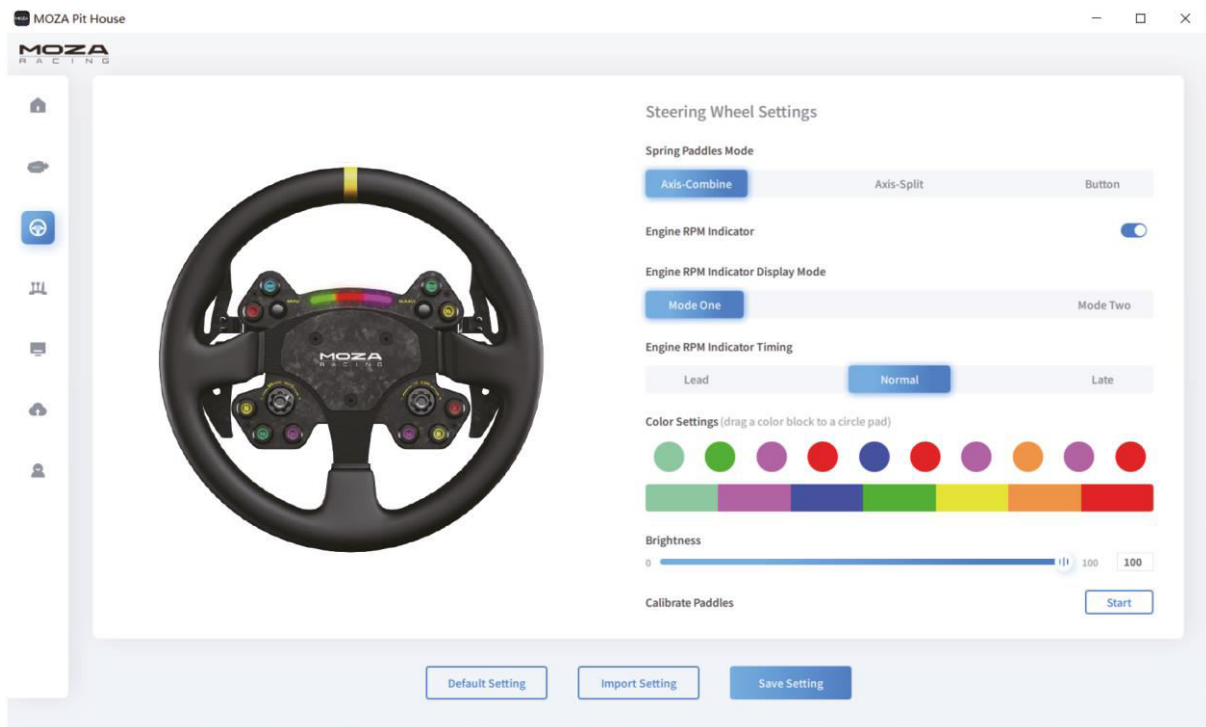 MOZA Pit House
MOZA
RACING
Steering Wheel Settings
Spring Paddles Mode
Axis-Combine Axis-Split Button
Engine RPM Indicator
Engine RPM Indicator Display Mode
Mode One Mode Two
Engine RPM Indicator Timing
Lead Normal Late
Color Settings (drag a color block to a circle pad)
Brightness
0 100 100
Calibrate Paddles Start
MOZA
RACING
Default Setting Import Setting Save Setting